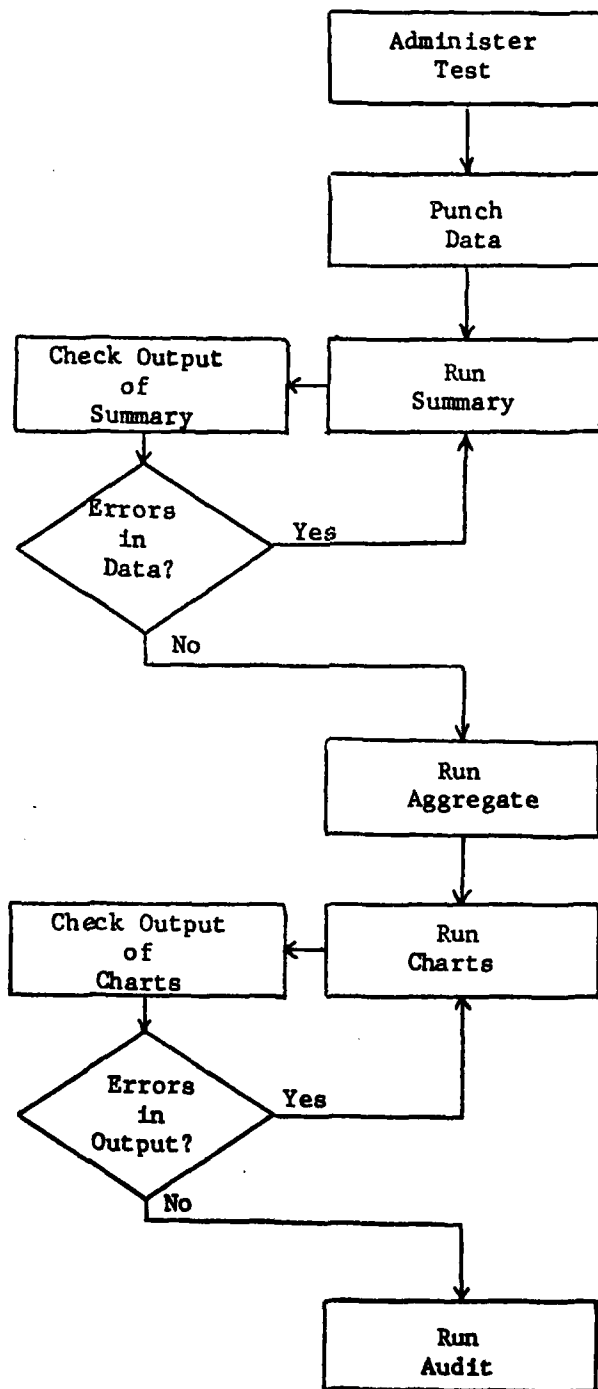 Administer
Test
Punch
Data
Check Output
of
Summary
Run
Summary
Errors
in
Data?
Yes
No
Run
Aggregate
Check Output
of
Charts
Run
Charts
Errors
in
Output?
Yes
No
Run
Audit